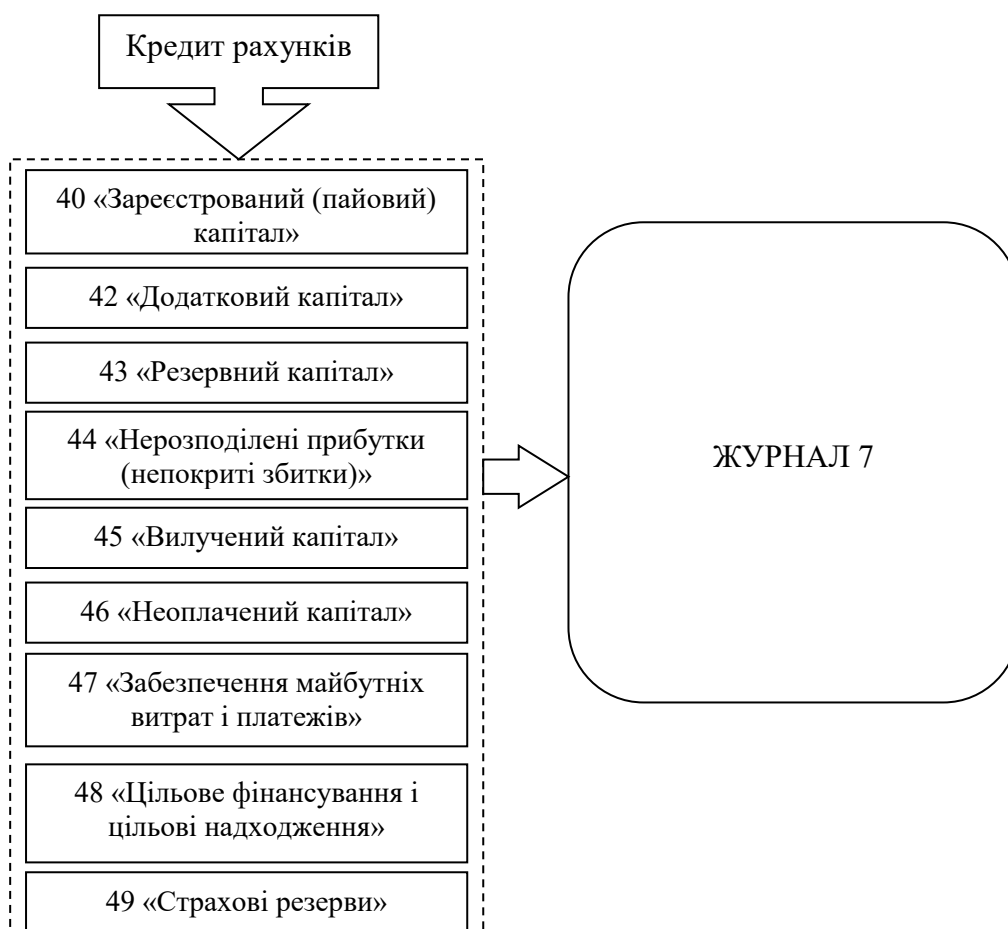 Кредит рахунків
40 «Зареєстрований (пайовий)
капітал»
42 «Додатковий капітал»
43 «Резервний капітал»
44 «Нерозподілені прибутки
(непокриті збитки)»
45 «Вилучений капітал»
46 «Неоплачений капітал»
47 «Забезпечення майбутніх
витрат і платежів»
48 «Цільове фінансування і
цільові надходження»
49 «Страхові резерви»
ЖУРНАЛ 7